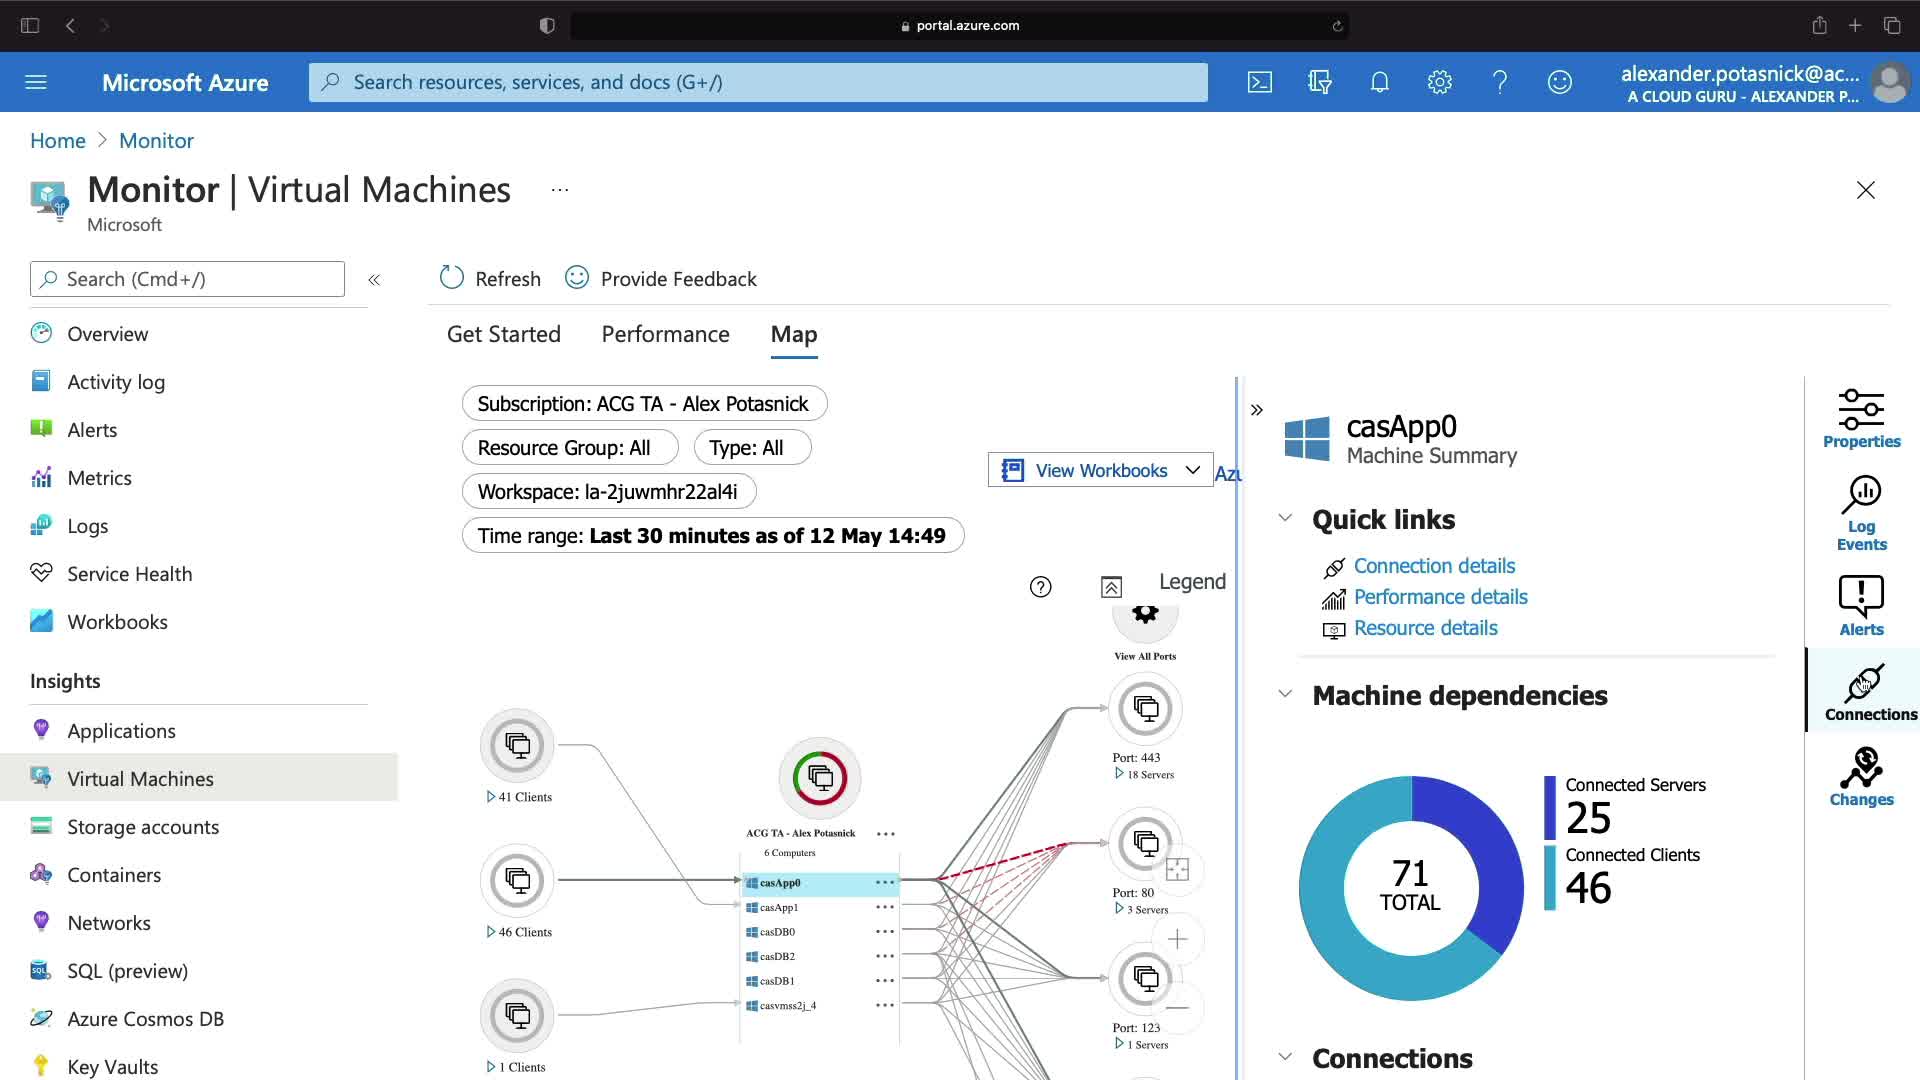 portal.azure.com
Microsoft Azure
Search resources, services, and docs (G+/)
alexander.potasnick@ac...
A CLOUD GURU - ALEXANDER P...
Home > Monitor
Monitor | Virtual Machines ...
Microsoft
Search (Cmd+/)
«
Refresh
Provide Feedback
Overview
Activity log
Alerts
Metrics
Logs
Service Health
Workbooks
Insights
Applications
Virtual Machines
Storage accounts
Containers
Networks
SQL (preview)
Azure Cosmos DB
Key Vaults
Get Started
Performance
Map
Subscription: ACG TA - Alex Potasnick
Resource Group: All
Type: All
Workspace: la-2juwmhr22al4i
Time range: Last 30 minutes as of 12 May 14:49
View Workbooks
Azu
Legend
View All Ports
41 Clients
46 Clients
1 Clients
ACG TA - Alex Potasnick ...
6 Computers
casApp0 ...
casApp1 ...
casDB0 ...
casDB2 ...
casDB1 ...
casvmss2j_4 ...
Port: 443
18 Servers
Port: 80
3 Servers
Port: 123
1 Servers
»
casApp0
Machine Summary
Quick links
Connection details
Performance details
Resource details
Machine dependencies
71
TOTAL
Connected Servers
25
Connected Clients
46
Connections
Properties
Log
Events
Alerts
Connections
Changes